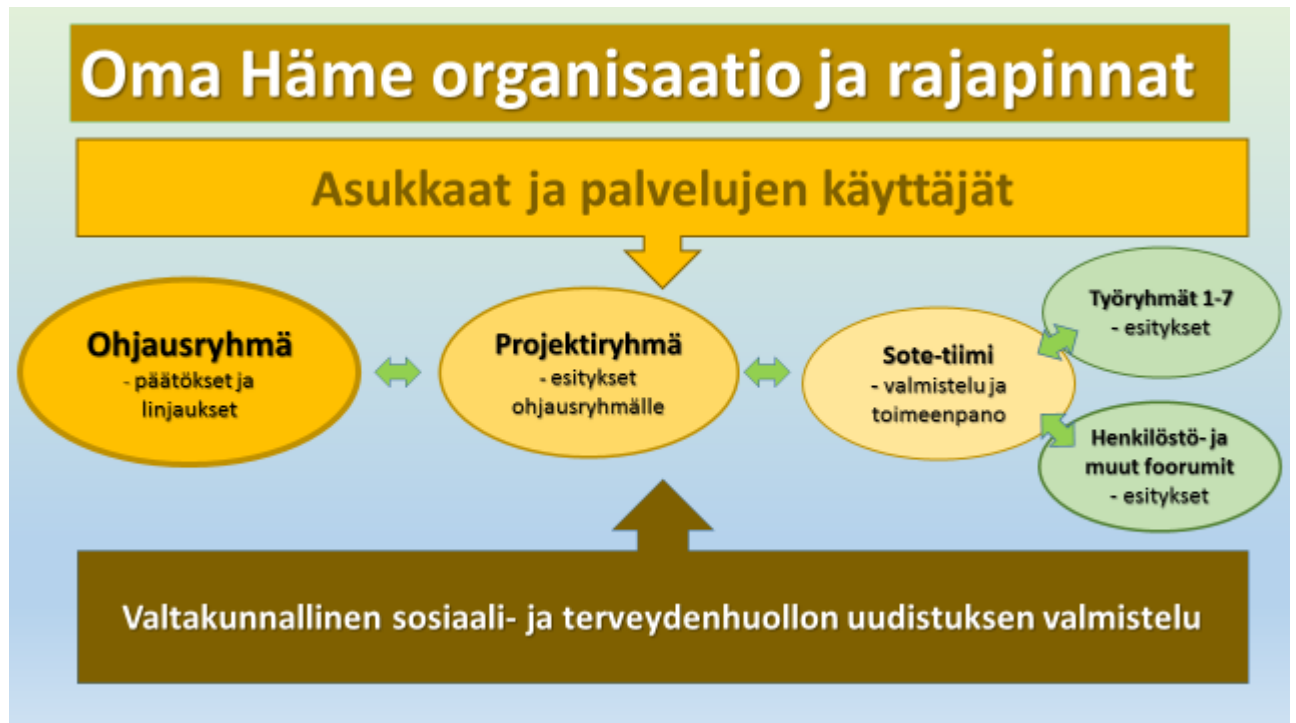 Oma Häme organisaatio ja rajapinnat
Asukkaat ja palvelujen käyttäjät
Ohjausryhmä
- päätökset ja
linjaukset
Projektiryhmä
- esitykset
ohjausryhmälle
Sote-tiimi
- valmistelu ja
toimeenpano
Työryhmät 1-7
- esitykset
Henkilöstö- ja
muut foorumit
- esitykset
Valtakunnallinen sosiaali- ja terveydenhuollon uudistuksen valmistelu